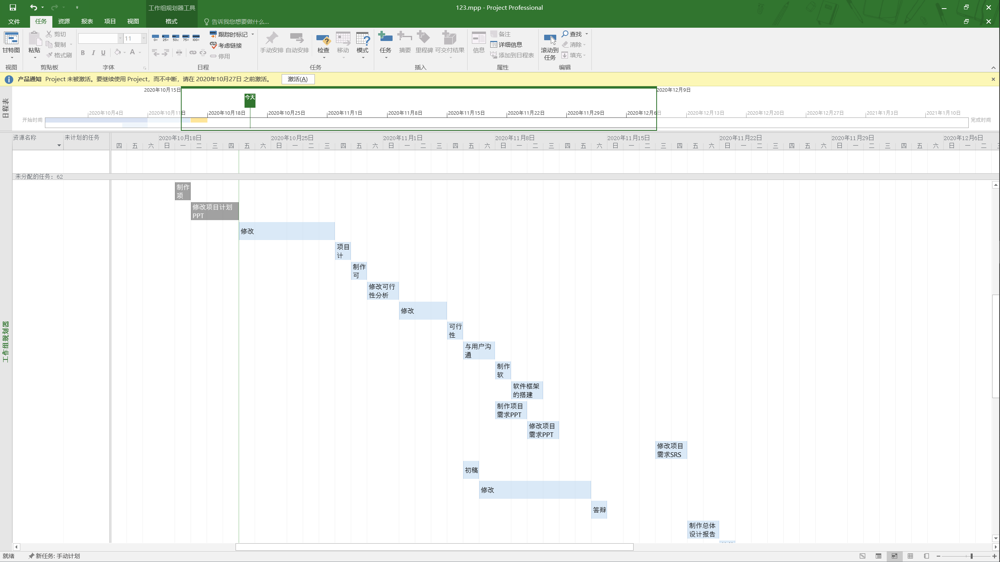 工作组规划器工具
123.mpp - Project Professional
文件 任务 资源 报表 项目 视图 格式 告诉我您想要做什么...
甘特图
视图
粘贴
剪切
复制
格式刷
剪贴板
11
B I U A
字体
0% 25% 50% 75% 100%
跟踪时标记
考虑链接
停用
日程
手动安排 自动安排 检查 移动 模式
任务
任务 摘要 里程碑 可交付结果
插入
信息
备注
详细信息
添加到日程表
属性
滚动到
任务
查找
清除
填充
编辑
产品通知 Project 未被激活。要继续使用 Project，而不中断，请在 2020年10月27日 之前激活。 激活(A)
日程表
2020年10月15日 2020年12月9日
今天
2020年10月4日 2020年10月11日 2020年10月18日 2020年10月25日 2020年11月1日 2020年11月8日 2020年11月15日 2020年11月22日 2020年11月29日 2020年12月6日 2020年12月13日 2020年12月20日 2020年12月27日 2021年1月3日 2021年1月10日
开始时间 完成时间
资源名称 未计划的任务 2020年10月18日 2020年10月25日 2020年11月1日 2020年11月8日 2020年11月15日 2020年11月22日 2020年11月29日 2020年12月6日
四 五 六 日 一 二 三 四 五 六 日 一 二 三 四 五 六 日 一 二 三 四 五 六 日 一 二 三 四 五 六 日 一 二 三 四 五 六 日 一 二 三 四 五 六 日 一 二 三 四 五 六 日 一 二
未分配的任务: 62
工作组规划器
制作
项
修改项目计划
PPT
修改
项目
计
制作
可
修改可行
性分析
修改
可行
性
与用户沟
通
制作
软
软件框架
的搭建
制作项目
需求PPT
修改项目
需求PPT
修改项目
需求SRS
初稿
修改
答辩
制作总体
设计报告
就绪 新任务: 手动计划